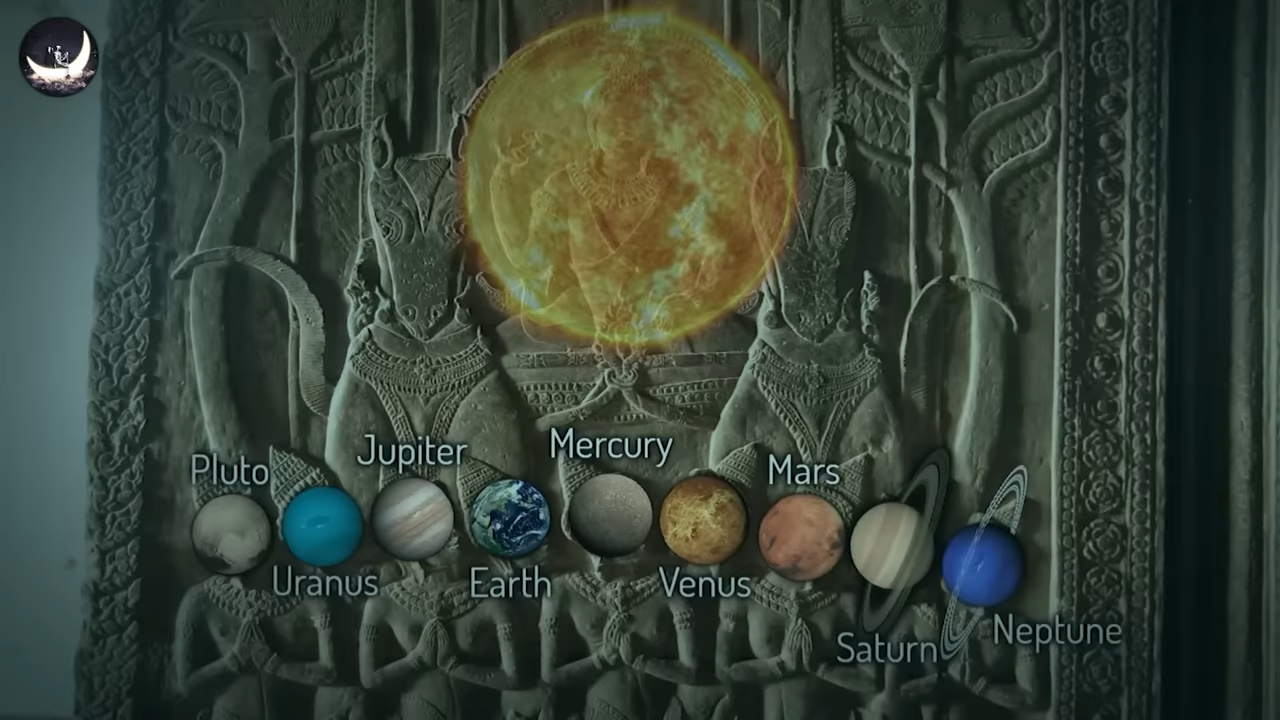 Pluto
Uranus
Jupiter
Earth
Mercury
Venus
Mars
Saturn
Neptune